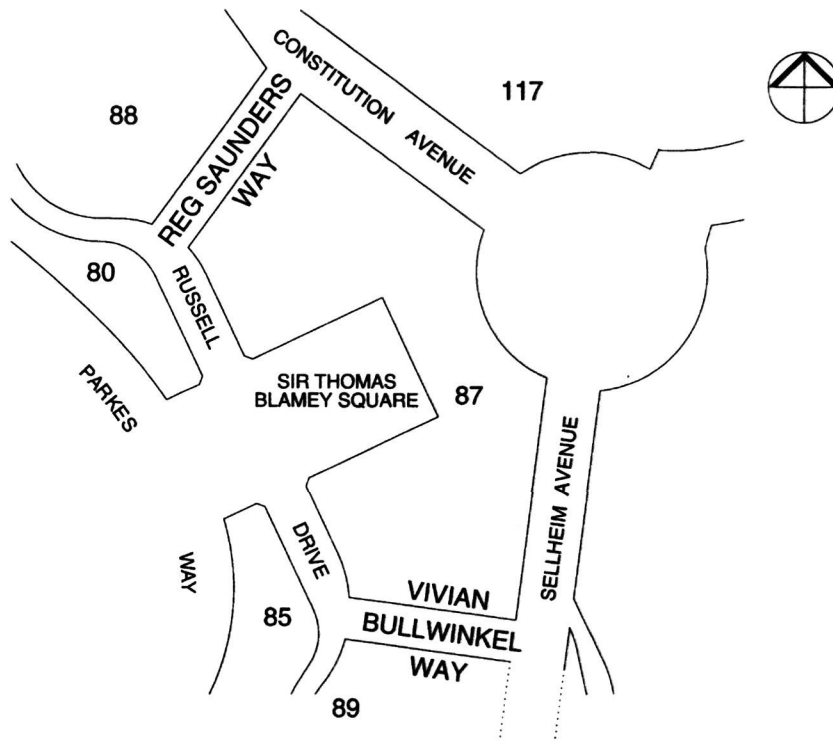 CONSTITUTION AVENUE
117
88
REG SAUNDERS
WAY
80
RUSSELL
PARKES
SIR THOMAS
BLAMEY SQUARE
87
SELLHEIM AVENUE
DRIVE
WAY
VIVIAN
BULLWINKEL
WAY
85
89